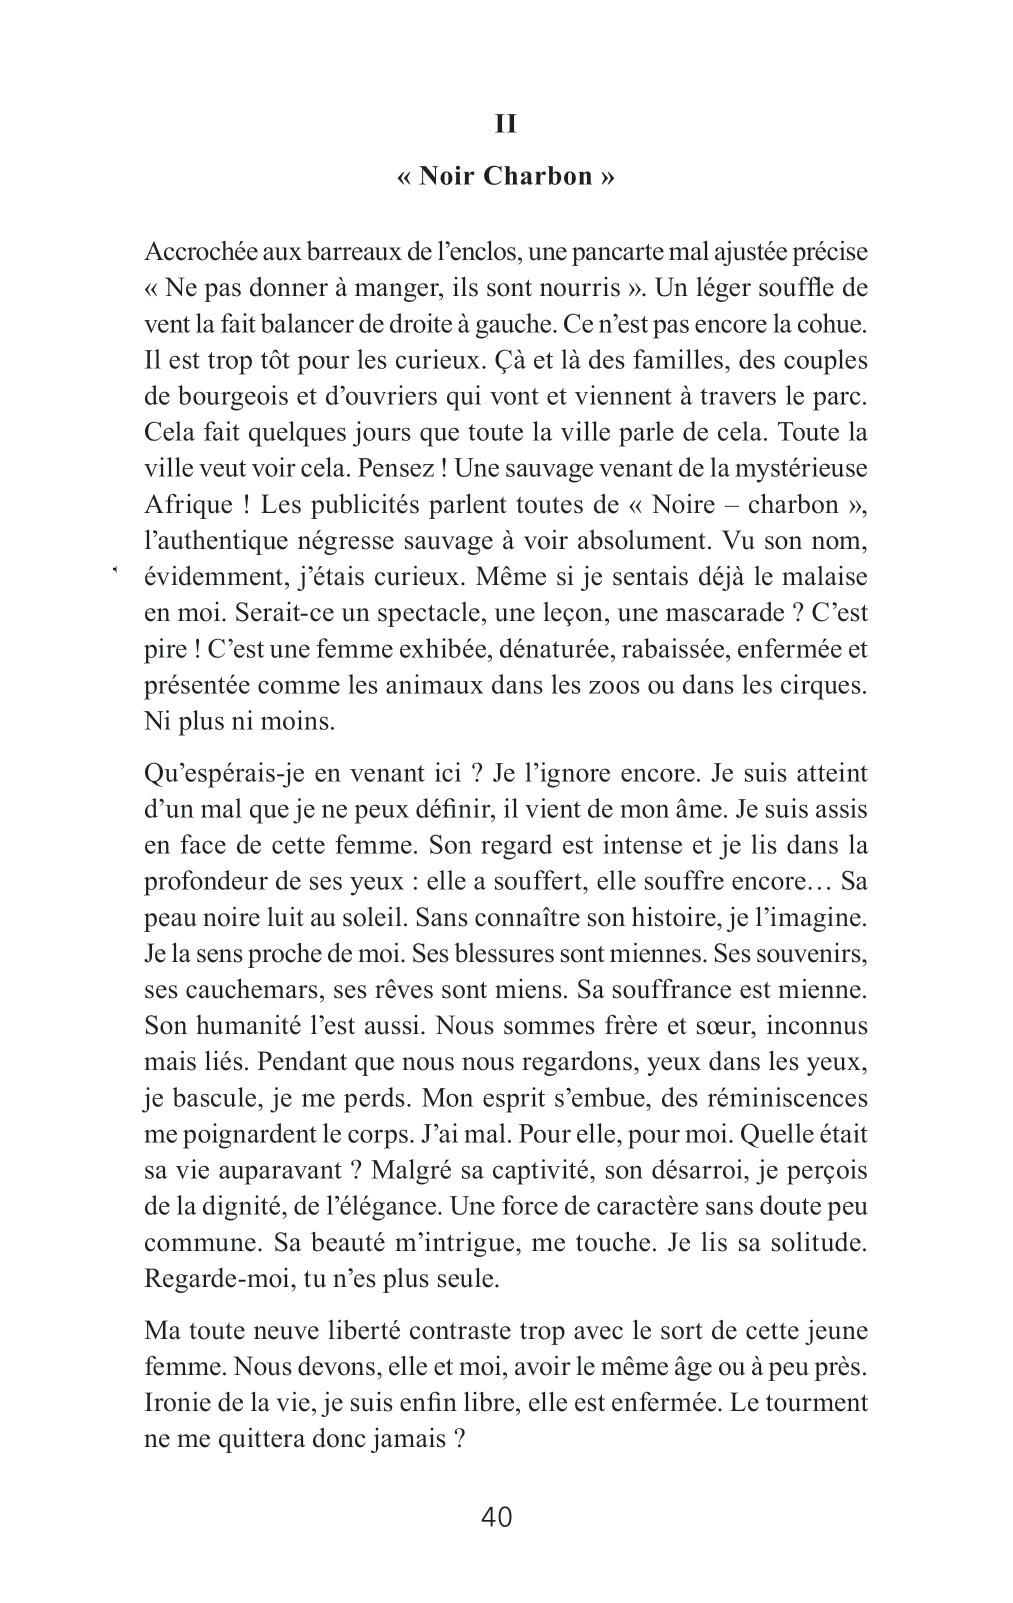 II
« Noir Charbon »
Accrochée aux barreaux de l’enclos, une pancarte mal ajustée précise
« Ne pas donner à manger, ils sont nourris ». Un léger souffle de
vent la fait balancer de droite à gauche. Ce n’est pas encore la cohue.
Il est trop tôt pour les curieux. Çà et là des familles, des couples
de bourgeois et d’ouvriers qui vont et viennent à travers le parc.
Cela fait quelques jours que toute la ville parle de cela. Toute la
ville veut voir cela. Pensez ! Une sauvage venant de la mystérieuse
Afrique ! Les publicités parlent toutes de « Noire – charbon »,
l’authentique négresse sauvage à voir absolument. Vu son nom,
évidemment, j’étais curieux. Même si je sentais déjà le malaise
en moi. Serait-ce un spectacle, une leçon, une mascarade ? C’est
pire ! C’est une femme exhibée, dénaturée, rabaissée, enfermée et
présentée comme les animaux dans les zoos ou dans les cirques.
Ni plus ni moins.
Qu’espérais-je en venant ici ? Je l’ignore encore. Je suis atteint
d’un mal que je ne peux définir, il vient de mon âme. Je suis assis
en face de cette femme. Son regard est intense et je lis dans la
profondeur de ses yeux : elle a souffert, elle souffre encore… Sa
peau noire luit au soleil. Sans connaître son histoire, je l’imagine.
Je la sens proche de moi. Ses blessures sont miennes. Ses souvenirs,
ses cauchemars, ses rêves sont miens. Sa souffrance est mienne.
Son humanité l’est aussi. Nous sommes frère et sœur, inconnus
mais liés. Pendant que nous nous regardons, yeux dans les yeux,
je bascule, je me perds. Mon esprit s’embue, des réminiscences
me poignardent le corps. J’ai mal. Pour elle, pour moi. Quelle était
sa vie auparavant ? Malgré sa captivité, son désarroi, je perçois
de la dignité, de l’élégance. Une force de caractère sans doute peu
commune. Sa beauté m’intrigue, me touche. Je lis sa solitude.
Regarde-moi, tu n’es plus seule.
Ma toute neuve liberté contraste trop avec le sort de cette jeune
femme. Nous devons, elle et moi, avoir le même âge ou à peu près.
Ironie de la vie, je suis enfin libre, elle est enfermée. Le tourment
ne me quittera donc jamais ?
40